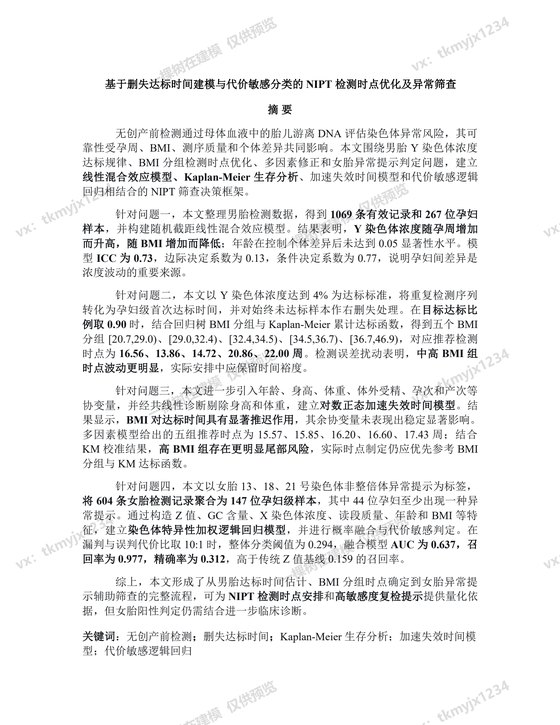 基于删失达标时间建模与代价敏感分类的 NIPT 检测时点优化及异常筛查
摘 要
无创产前检测通过母体血液中的胎儿游离 DNA 评估染色体异常风险，其可
靠性受孕周、BMI、测序质量和个体差异共同影响。本文围绕男胎 Y 染色体浓度
达标规律、BMI 分组检测时点优化、多因素修正和女胎异常提示判定问题，建立
线性混合效应模型、Kaplan-Meier 生存分析、加速失效时间模型和代价敏感逻辑
回归相结合的 NIPT 筛查决策框架。
针对问题一，本文整理男胎检测数据，得到 1069 条有效记录和 267 位孕妇
样本，并构建随机截距线性混合效应模型。结果表明，Y 染色体浓度随孕周增加
而升高，随 BMI 增加而降低；年龄在控制个体差异后未达到 0.05 显著性水平。模
型 ICC 为 0.73，边际决定系数为 0.13，条件决定系数为 0.77，说明孕妇间差异是
浓度波动的重要来源。
针对问题二，本文以 Y 染色体浓度达到 4% 为达标标准，将重复检测序列
转化为孕妇级首次达标时间，并对始终未达标样本作右删失处理。在目标达标比
例取 0.90 时，结合回归树 BMI 分组与 Kaplan-Meier 累计达标函数，得到五个 BMI
分组 [20.7,29.0)、[29.0,32.4)、[32.4,34.5)、[34.5,36.7)、[36.7,46.9)，对应推荐检测
时点为 16.56、13.86、14.72、20.86、22.00 周。检测误差扰动表明，中高 BMI 组
时点波动更明显，实际安排中应保留时间裕度。
针对问题三，本文进一步引入年龄、身高、体重、体外受精、孕次和产次等
协变量，并经共线性诊断剔除身高和体重，建立对数正态加速失效时间模型。结
果显示，BMI 对达标时间具有显著推迟作用，其余协变量未表现出稳定显著影响。
多因素模型给出的五组推荐时点为 15.57、15.85、16.20、16.60、17.43 周；结合
KM 校准结果，高 BMI 组存在更明显尾部风险，实际时点制定仍应优先参考 BMI
分组与 KM 达标函数。
针对问题四，本文以女胎 13、18、21 号染色体非整倍体异常提示为标签，
将 604 条女胎检测记录聚合为 147 位孕妇级样本，其中 44 位孕妇至少出现一种异
常提示。通过构造 Z 值、GC 含量、X 染色体浓度、读段质量、年龄和 BMI 等特
征，建立染色体特异性加权逻辑回归模型，并进行概率融合与代价敏感判定。在
漏判与误判代价比取 10:1 时，整体分类阈值为 0.294，融合模型 AUC 为 0.637，召
回率为 0.977，精确率为 0.312，高于传统 Z 值基线 0.159 的召回率。
综上，本文形成了从男胎达标时间估计、BMI 分组时点确定到女胎异常提
示辅助筛查的完整流程，可为 NIPT 检测时点安排和高敏感度复检提示提供量化依
据，但女胎阳性判定仍需结合进一步临床诊断。
关键词：无创产前检测；删失达标时间；Kaplan-Meier 生存分析；加速失效时间模
型；代价敏感逻辑回归
vx: tkmyjx1234
樱树在建模 仅供预览